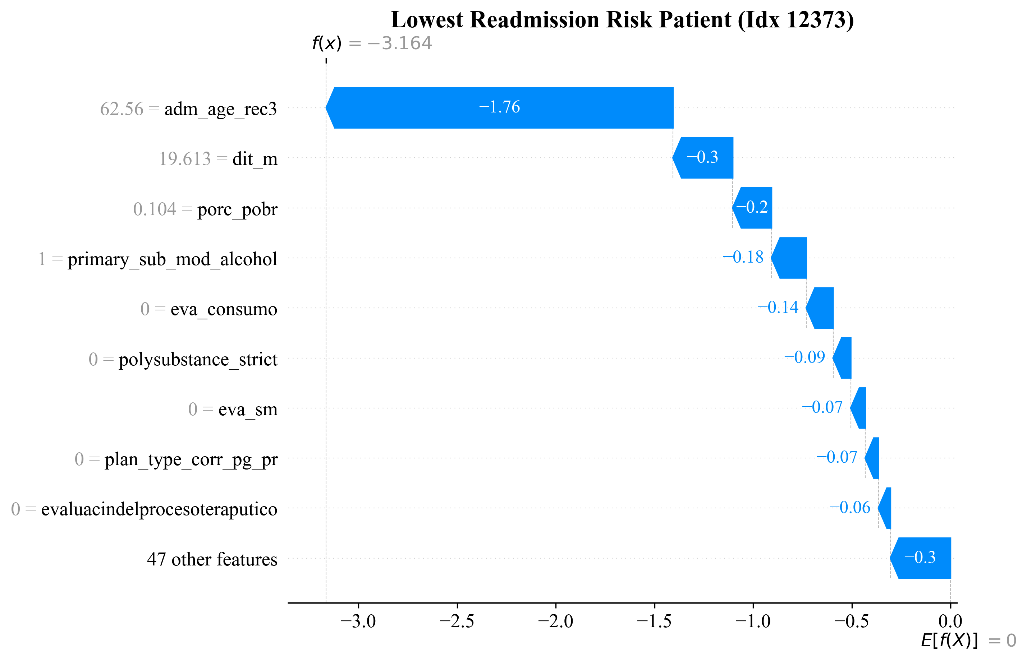 Lowest Readmission Risk Patient (Idx 12373)
f(x) = −3.164
62.56 = adm_age_rec3 −1.76
19.613 = dit_m −0.3
0.104 = porc_pobr −0.2
1 = primary_sub_mod_alcohol −0.18
0 = eva_consumo −0.14
0 = polysubstance_strict −0.09
0 = eva_sm −0.07
0 = plan_type_corr_pg_pr −0.07
0 = evaluacindelprocesoteraputico −0.06
47 other features −0.3
−3.0 −2.5 −2.0 −1.5 −1.0 −0.5 0.0
E[f(X)] = 0